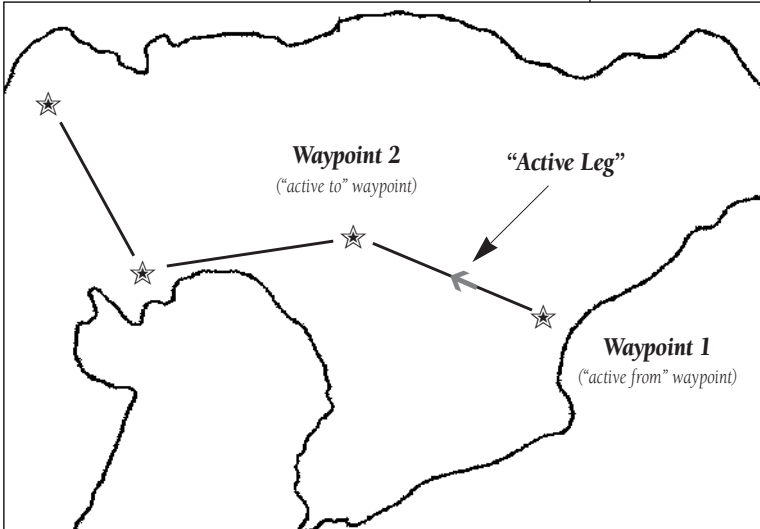 Waypoint 2
(“active to” waypoint)
“Active Leg”
Waypoint 1
(“active from” waypoint)